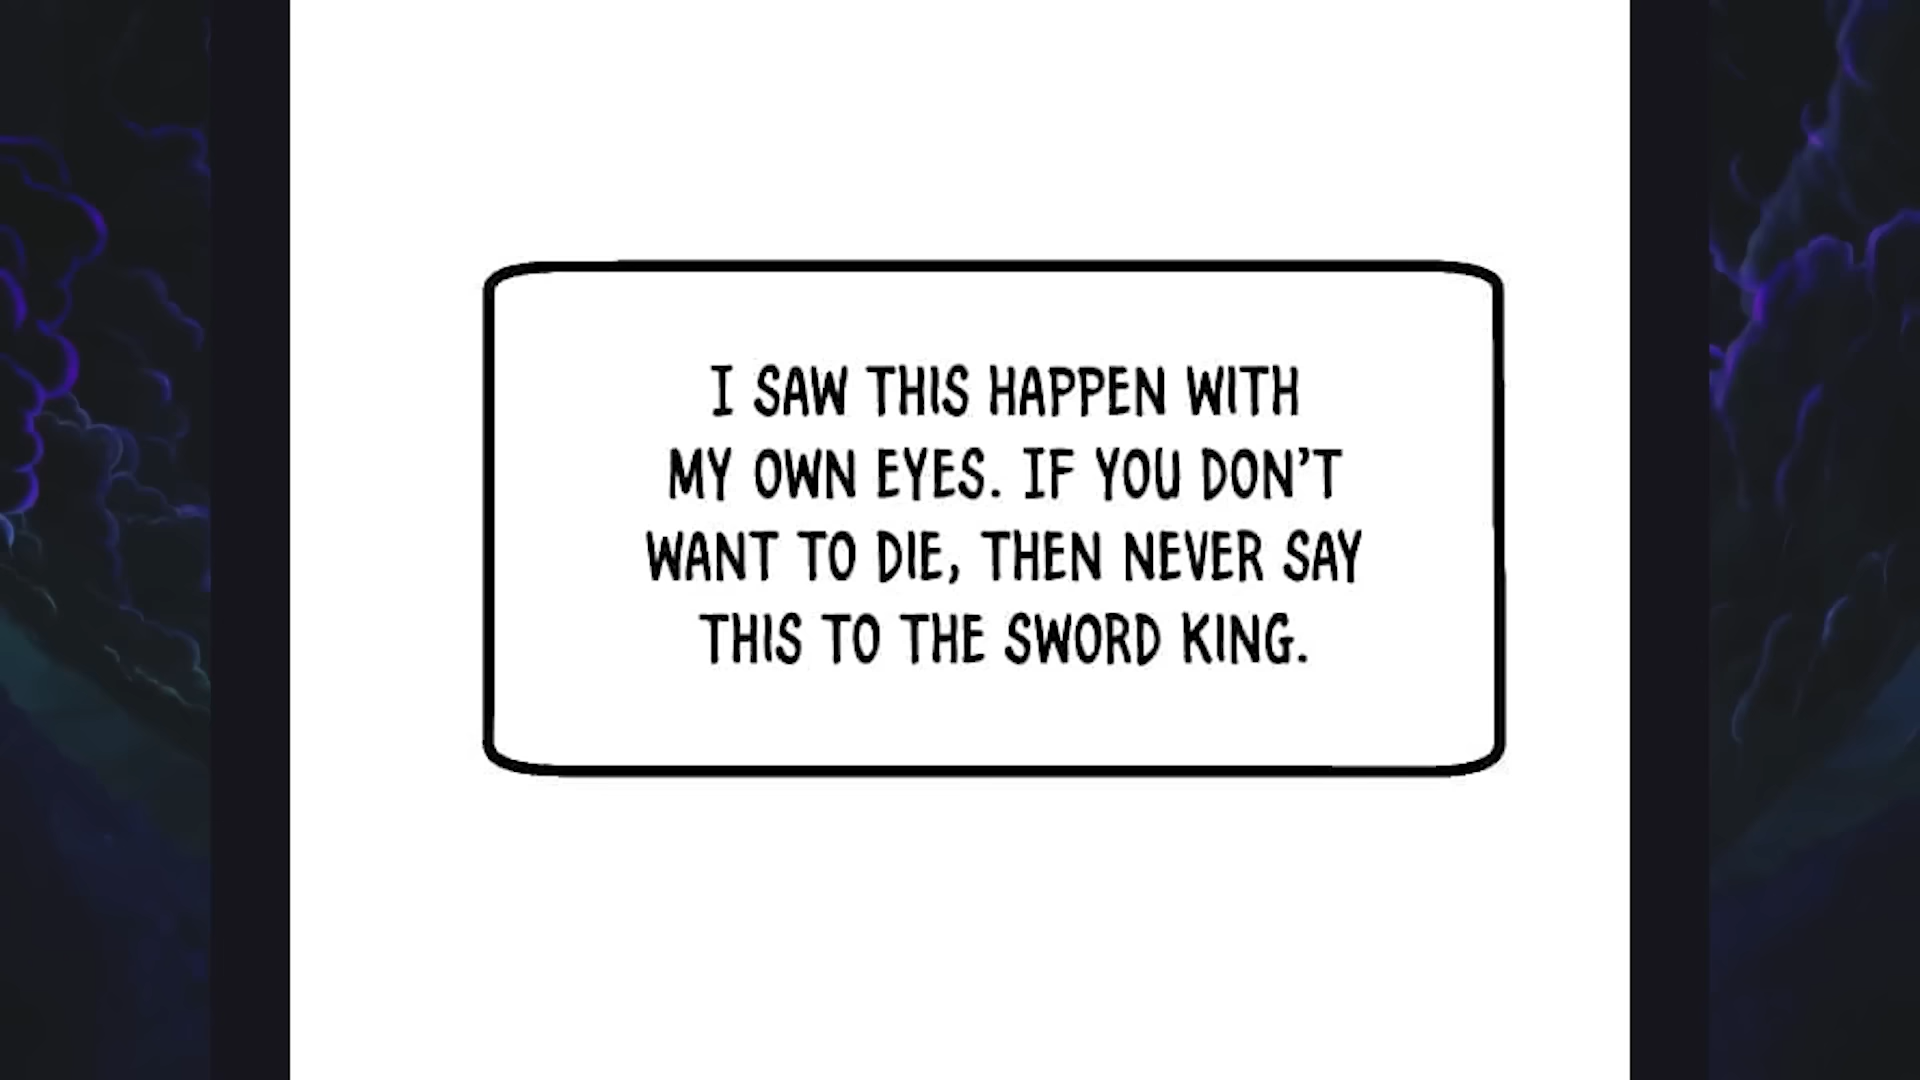 I SAW THIS HAPPEN WITH
MY OWN EYES. IF YOU DON'T
WANT TO DIE, THEN NEVER SAY
THIS TO THE SWORD KING.